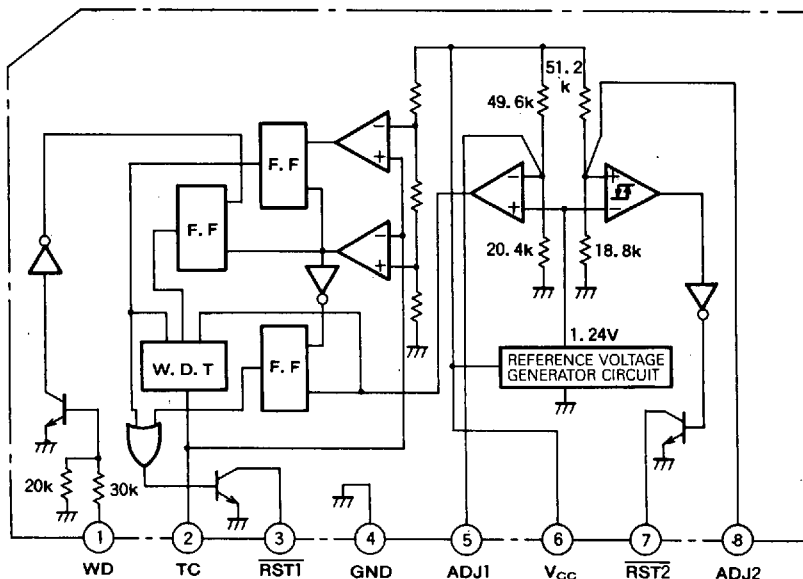 51.2
k
49.6k
F.F
F.F
20.4k
18.8k
1.24V
W.D.T
F.F
REFERENCE VOLTAGE
GENERATOR CIRCUIT
20k
30k
1
2
3
4
5
6
7
8
WD
TC
RST1
GND
ADJ1
VCC
RST2
ADJ2